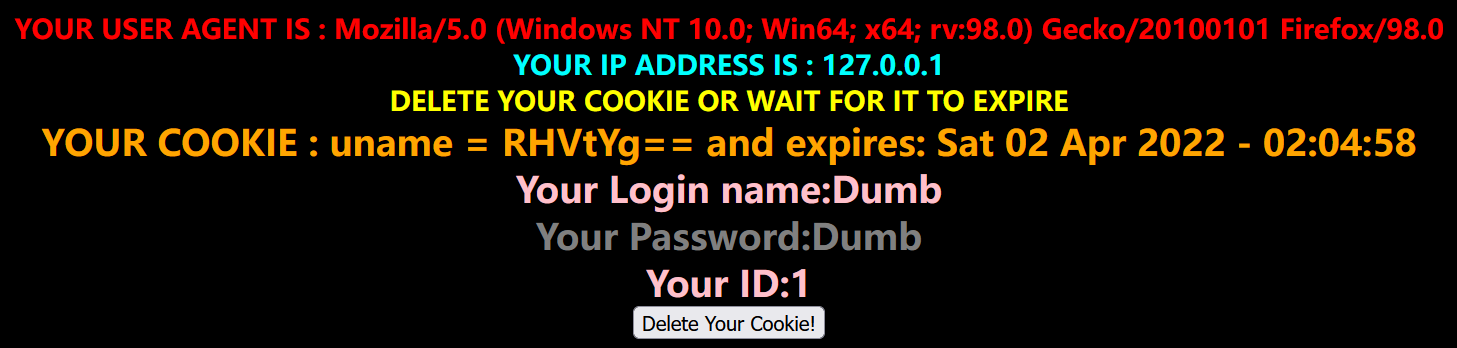 YOUR USER AGENT IS : Mozilla/5.0 (Windows NT 10.0; Win64; x64; rv:98.0) Gecko/20100101 Firefox/98.0
YOUR IP ADDRESS IS : 127.0.0.1
DELETE YOUR COOKIE OR WAIT FOR IT TO EXPIRE
YOUR COOKIE : uname = RHVtYg== and expires: Sat 02 Apr 2022 - 02:04:58
Your Login name:Dumb
Your Password:Dumb
Your ID:1
Delete Your Cookie!